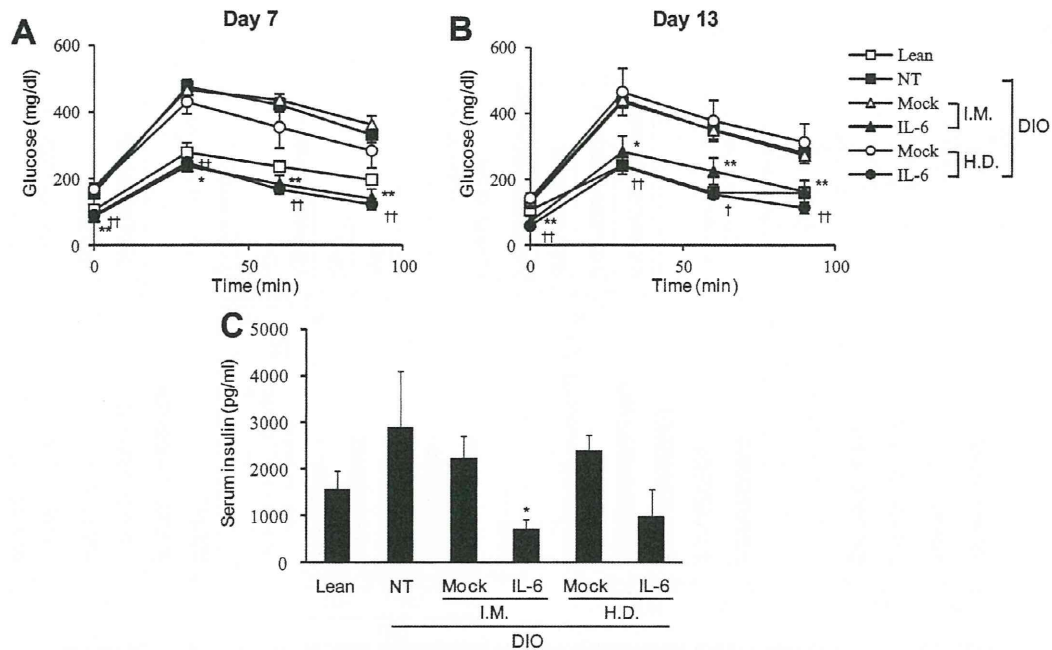 A
Day 7
600
400
200
0
Glucose (mg/dl)
††
*
**
††
**
††
**
††
0 50 100
Time (min)
B
Day 13
600
400
200
0
Glucose (mg/dl)
*
††
**
†
**
††
**
††
0 50 100
Time (min)
Lean
NT
Mock
IL-6
I.M.
Mock
IL-6
H.D.
DIO
C
5000
4000
3000
2000
1000
0
Serum insulin (pg/ml)
*
Lean NT Mock IL-6 Mock IL-6
I.M. H.D.
DIO